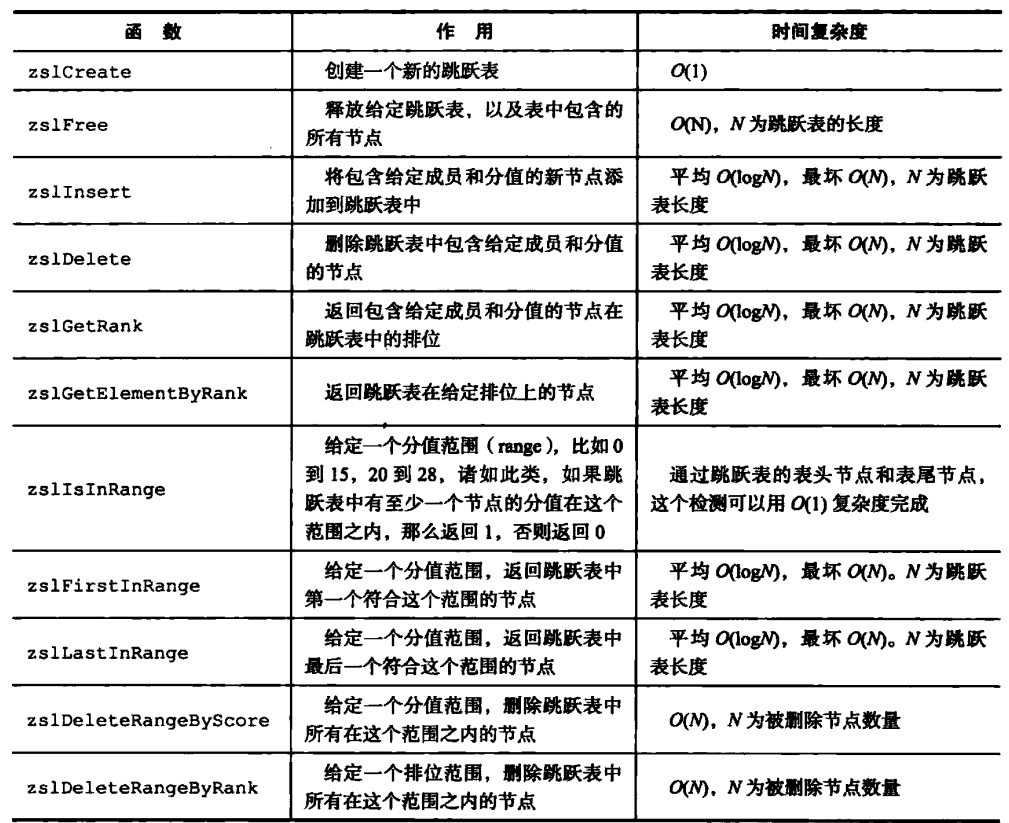 函 数 作 用 时间复杂度
zslCreate 创建一个新的跳跃表 O(1)
zslFree 释放给定跳跃表，以及表中包含的
所有节点 O(N)，N 为跳跃表的长度
zslInsert 将包含给定成员和分值的新节点添
加到跳跃表中 平均 O(logN)，最坏 O(N)，N 为跳跃
表长度
zslDelete 删除跳跃表中包含给定成员和分值
的节点 平均 O(logN)，最坏 O(N)，N 为跳跃
表长度
zslGetRank 返回包含给定成员和分值的节点在
跳跃表中的排位 平均 O(logN)，最坏 O(N)，N 为跳跃
表长度
zslGetElementByRank 返回跳跃表在给定排位上的节点 平均 O(logN)，最坏 O(N)，N 为跳跃
表长度
zslIsInRange 给定一个分值范围（range），比如 0
到 15，20 到 28，诸如此类，如果跳
跃表中有至少一个节点的分值在这个
范围之内，那么返回 1，否则返回 0 通过跳跃表的表头节点和表尾节点，
这个检测可以用 O(1) 复杂度完成
zslFirstInRange 给定一个分值范围，返回跳跃表中
第一个符合这个范围的节点 平均 O(logN)，最坏 O(N)。N 为跳跃
表长度
zslLastInRange 给定一个分值范围，返回跳跃表中
最后一个符合这个范围的节点 平均 O(logN)，最坏 O(N)。N 为跳跃
表长度
zslDeleteRangeByScore 给定一个分值范围，删除跳跃表中
所有在这个范围之内的节点 O(N)，N 为被删除节点数量
zslDeleteRangeByRank 给定一个排位范围，删除跳跃表中
所有在这个范围之内的节点 O(N)，N 为被删除节点数量